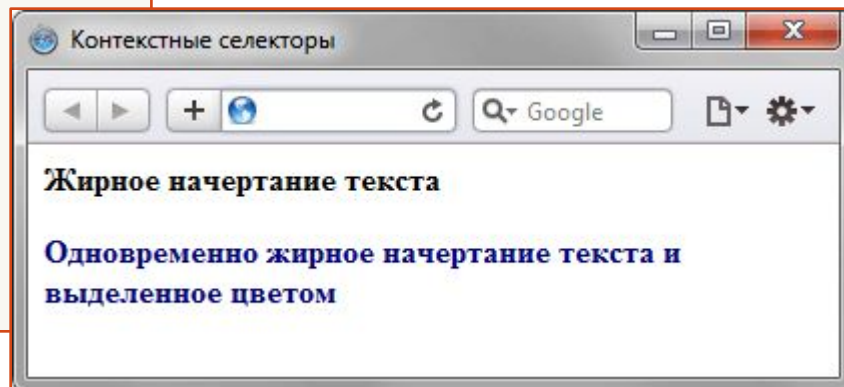 Контекстные селекторы
Google
Жирное начертание текста
Одновременно жирное начертание текста и
выделенное цветом